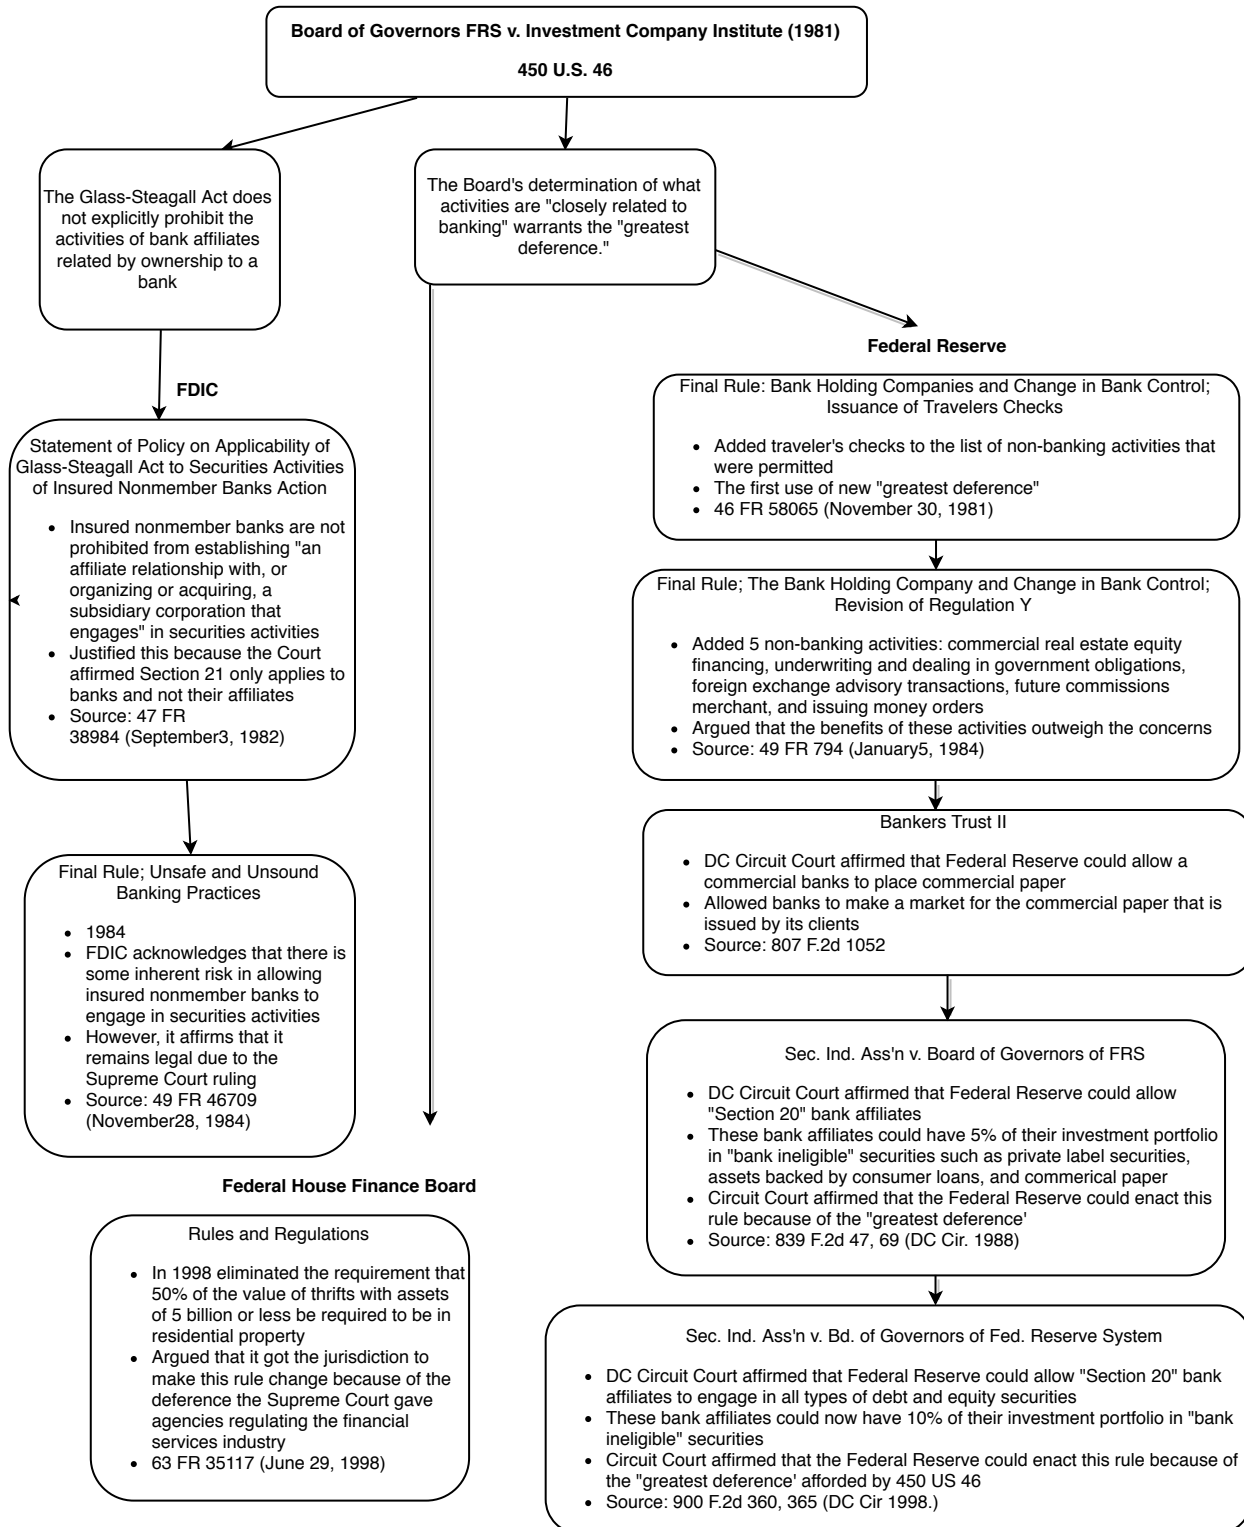 Board of Governors FRS v. Investment Company Institute (1981)
450 U.S. 46
The Glass-Steagall Act does
not explicitly prohibit the
activities of bank affiliates
related by ownership to a
bank
The Board's determination of what
activities are "closely related to
banking" warrants the "greatest
deference."
FDIC
Statement of Policy on Applicability of
Glass-Steagall Act to Securities Activities
of Insured Nonmember Banks Action
• Insured nonmember banks are not
prohibited from establishing "an
affiliate relationship with, or
organizing or acquiring, a
subsidiary corporation that
engages" in securities activities
• Justified this because the Court
affirmed Section 21 only applies to
banks and not their affiliates
• Source: 47 FR
38984 (September3, 1982)
Final Rule; Unsafe and Unsound
Banking Practices
• 1984
• FDIC acknowledges that there is
some inherent risk in allowing
insured nonmember banks to
engage in securities activities
• However, it affirms that it
remains legal due to the
Supreme Court ruling
• Source: 49 FR 46709
(November28, 1984)
Federal House Finance Board
Rules and Regulations
• In 1998 eliminated the requirement that
50% of the value of thrifts with assets
of 5 billion or less be required to be in
residential property
• Argued that it got the jurisdiction to
make this rule change because of the
deference the Supreme Court gave
agencies regulating the financial
services industry
• 63 FR 35117 (June 29, 1998)
Federal Reserve
Final Rule: Bank Holding Companies and Change in Bank Control;
Issuance of Travelers Checks
• Added traveler's checks to the list of non-banking activities that
were permitted
• The first use of new "greatest deference"
• 46 FR 58065 (November 30, 1981)
Final Rule; The Bank Holding Company and Change in Bank Control;
Revision of Regulation Y
• Added 5 non-banking activities: commercial real estate equity
financing, underwriting and dealing in government obligations,
foreign exchange advisory transactions, future commissions
merchant, and issuing money orders
• Argued that the benefits of these activities outweigh the concerns
• Source: 49 FR 794 (January5, 1984)
Bankers Trust II
• DC Circuit Court affirmed that Federal Reserve could allow a
commercial banks to place commercial paper
• Allowed banks to make a market for the commercial paper that is
issued by its clients
• Source: 807 F.2d 1052
Sec. Ind. Ass'n v. Board of Governors of FRS
• DC Circuit Court affirmed that Federal Reserve could allow
"Section 20" bank affiliates
• These bank affiliates could have 5% of their investment portfolio
in "bank ineligible" securities such as private label securities,
assets backed by consumer loans, and commerical paper
• Circuit Court affirmed that the Federal Reserve could enact this
rule because of the "greatest deference'
• Source: 839 F.2d 47, 69 (DC Cir. 1988)
Sec. Ind. Ass'n v. Bd. of Governors of Fed. Reserve System
• DC Circuit Court affirmed that Federal Reserve could allow "Section 20" bank
affiliates to engage in all types of debt and equity securities
• These bank affiliates could now have 10% of their investment portfolio in "bank
ineligible" securities
• Circuit Court affirmed that the Federal Reserve could enact this rule because of
the "greatest deference' afforded by 450 US 46
• Source: 900 F.2d 360, 365 (DC Cir 1998.)